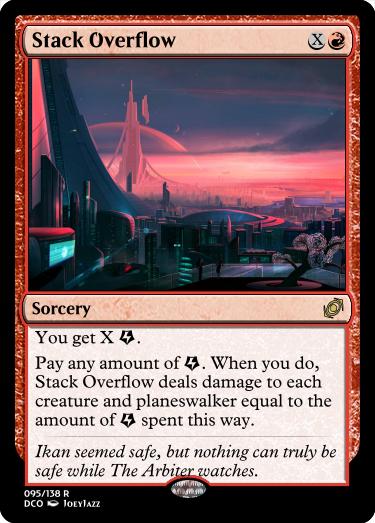 Stack Overflow X
Sorcery
You get X.
Pay any amount of. When you do,
Stack Overflow deals damage to each
creature and planeswalker equal to the
amount of spent this way.
Ikan seemed safe, but nothing can truly be
safe while The Arbiter watches.
095/138 R
DCO JOEYJAZZ